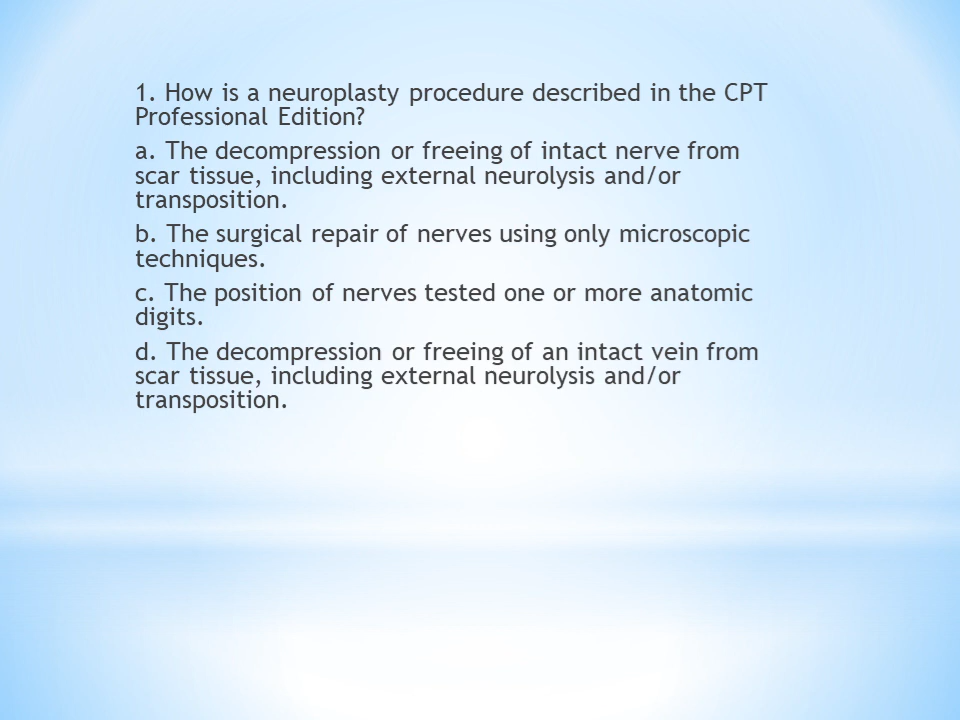 1. How is a neuroplasty procedure described in the CPT
Professional Edition?
a. The decompression or freeing of intact nerve from
scar tissue, including external neurolysis and/or
transposition.
b. The surgical repair of nerves using only microscopic
techniques.
c. The position of nerves tested one or more anatomic
digits.
d. The decompression or freeing of an intact vein from
scar tissue, including external neurolysis and/or
transposition.